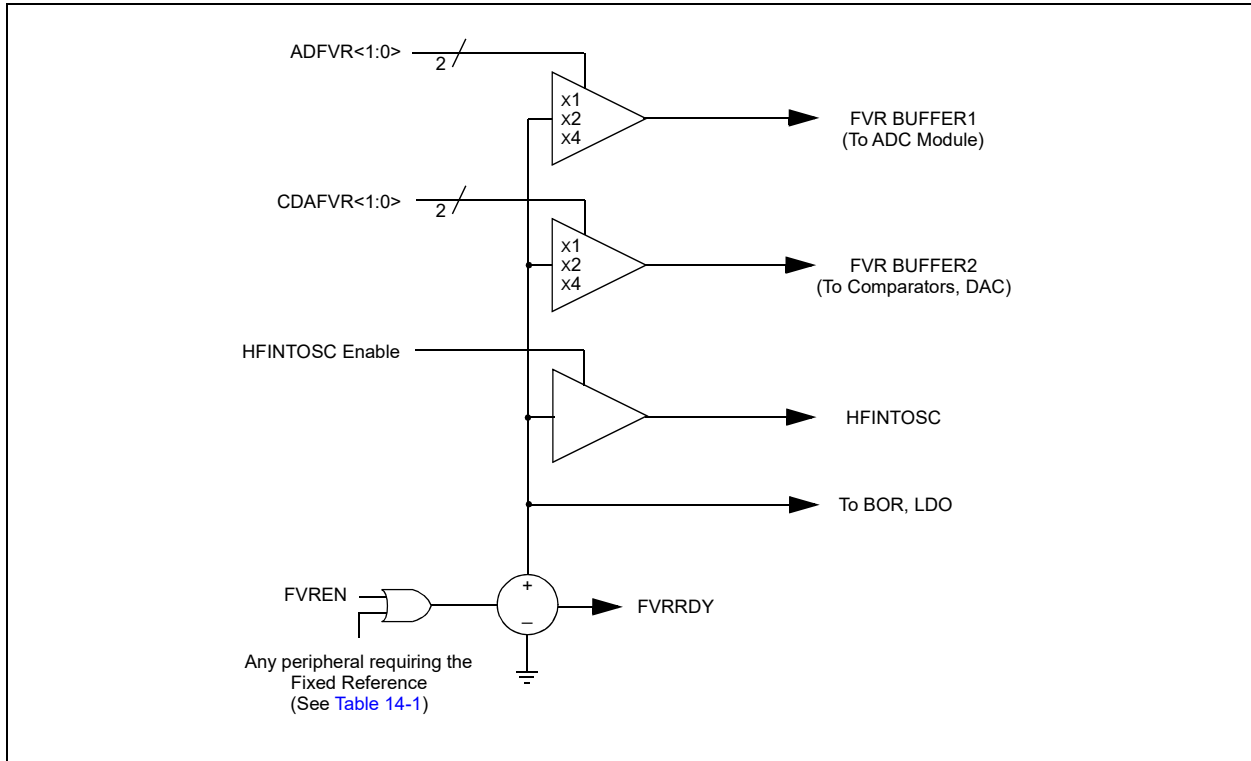 ADFVR<1:0>
2
x1
x2
x4
FVR BUFFER1
(To ADC Module)
CDAFVR<1:0>
2
x1
x2
x4
FVR BUFFER2
(To Comparators, DAC)
HFINTOSC Enable
HFINTOSC
To BOR, LDO
FVREN
+
_
FVRRDY
Any peripheral requiring the
Fixed Reference
(See Table 14-1)